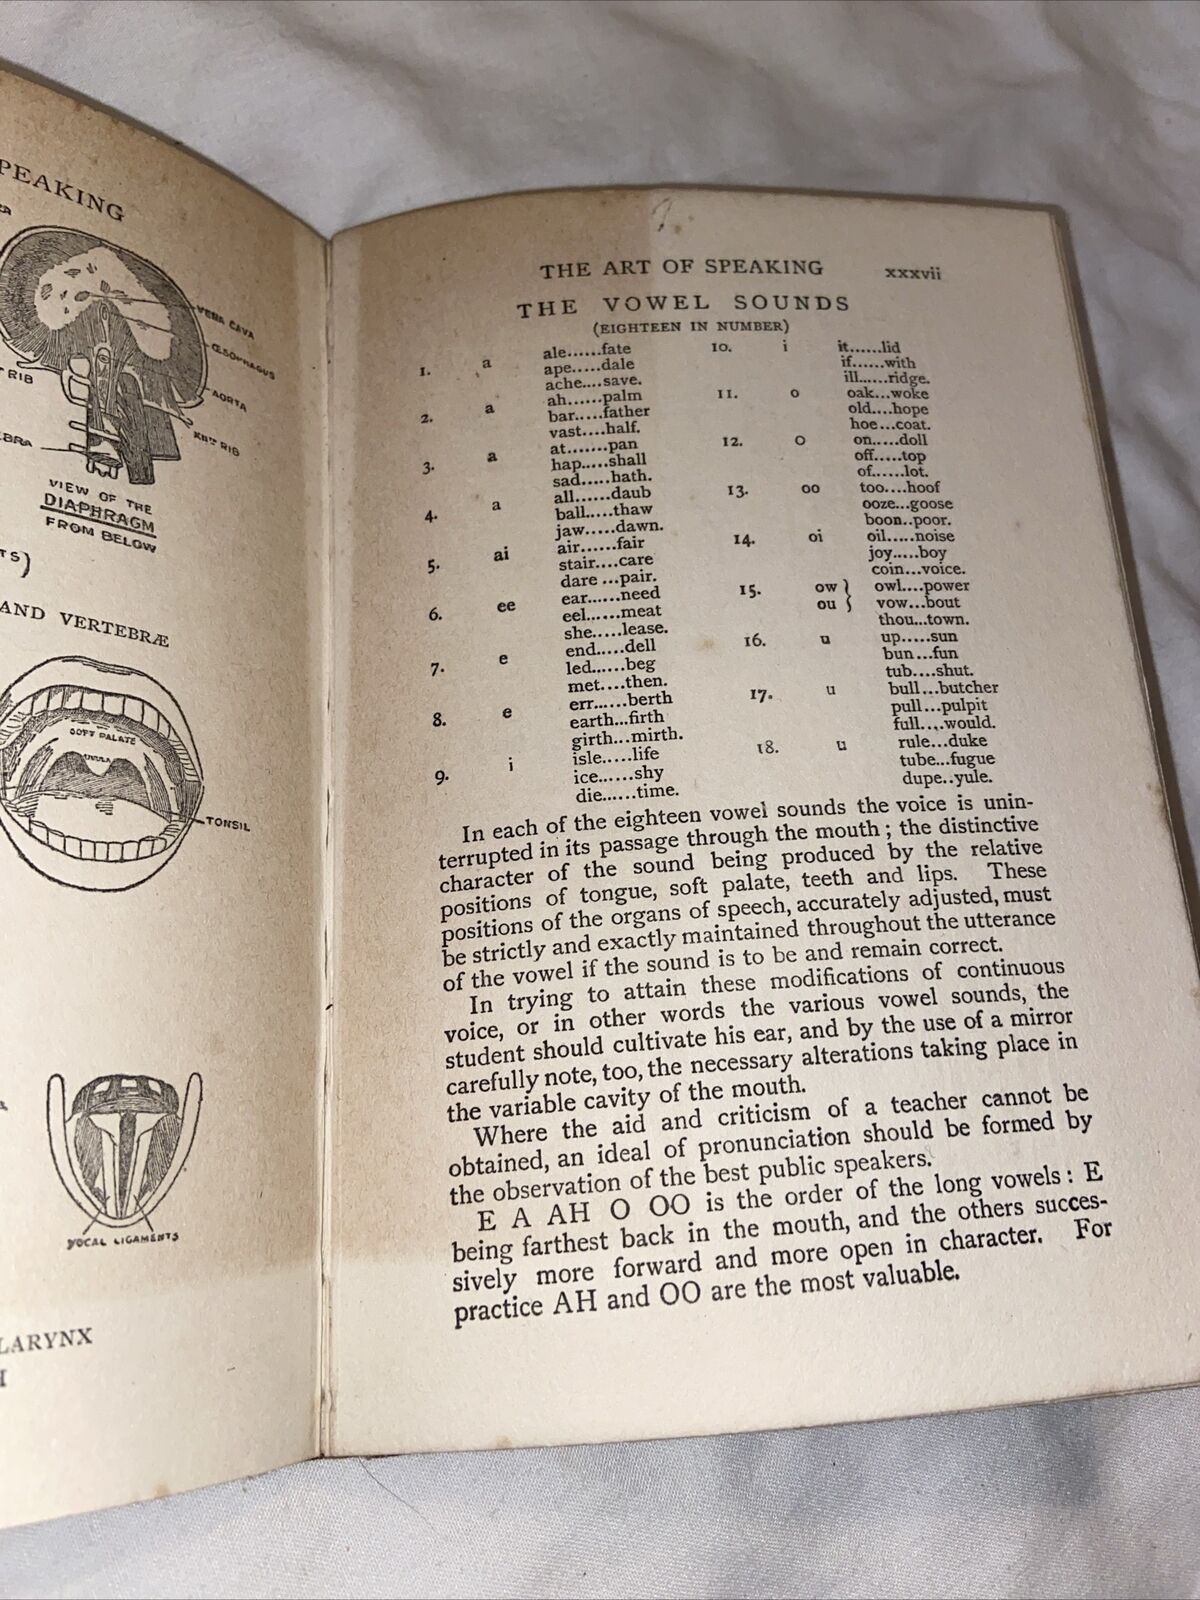 PEAKING
VENA CAVA
ŒSOPHAGUS
RIB
AORTA
XIITH RIB
BRA
VIEW OF THE
DIAPHRAGM
FROM BELOW
TS)
AND VERTEBRÆ
SOFT PALATE
UVULA
TONSIL
VOCAL LIGAMENTS
LARYNX
H
THE ART OF SPEAKING xxxvii
THE VOWEL SOUNDS
(EIGHTEEN IN NUMBER)
1. a ale......fate
ape.....dale
ache....save.
2. a ah......palm
bar.....father
vast....half.
3. a at.......pan
hap.....shall
sad.....hath.
4. a all......daub
ball.....thaw
jaw.....dawn.
5. ai air......fair
stair....care
dare ...pair.
6. ee ear......need
eel......meat
she.....lease.
7. e end.....dell
led......beg
met....then.
8. e err......berth
earth...firth
girth...mirth.
9. i isle.....life
ice......shy
die......time.
10. i it......lid
if......with
ill......ridge.
11. o oak...woke
old....hope
hoe...coat.
12. o on.....doll
off.....top
of......lot.
13. oo too....hoof
ooze...goose
boon..poor.
14. oi oil.....noise
joy.....boy
coin...voice.
15. ow } owl....power
ou } vow...bout
thou...town.
16. u up.....sun
bun...fun
tub....shut.
17. u bull...butcher
pull...pulpit
full....would.
18. u rule...duke
tube...fugue
dupe..yule.
In each of the eighteen vowel sounds the voice is unin-
terrupted in its passage through the mouth ; the distinctive
character of the sound being produced by the relative
positions of tongue, soft palate, teeth and lips. These
positions of the organs of speech, accurately adjusted, must
be strictly and exactly maintained throughout the utterance
of the vowel if the sound is to be and remain correct.
In trying to attain these modifications of continuous
voice, or in other words the various vowel sounds, the
student should cultivate his ear, and by the use of a mirror
carefully note, too, the necessary alterations taking place in
the variable cavity of the mouth.
Where the aid and criticism of a teacher cannot be
obtained, an ideal of pronunciation should be formed by
the observation of the best public speakers.
E A AH O OO is the order of the long vowels : E
being farthest back in the mouth, and the others succes-
sively more forward and more open in character. For
practice AH and OO are the most valuable.